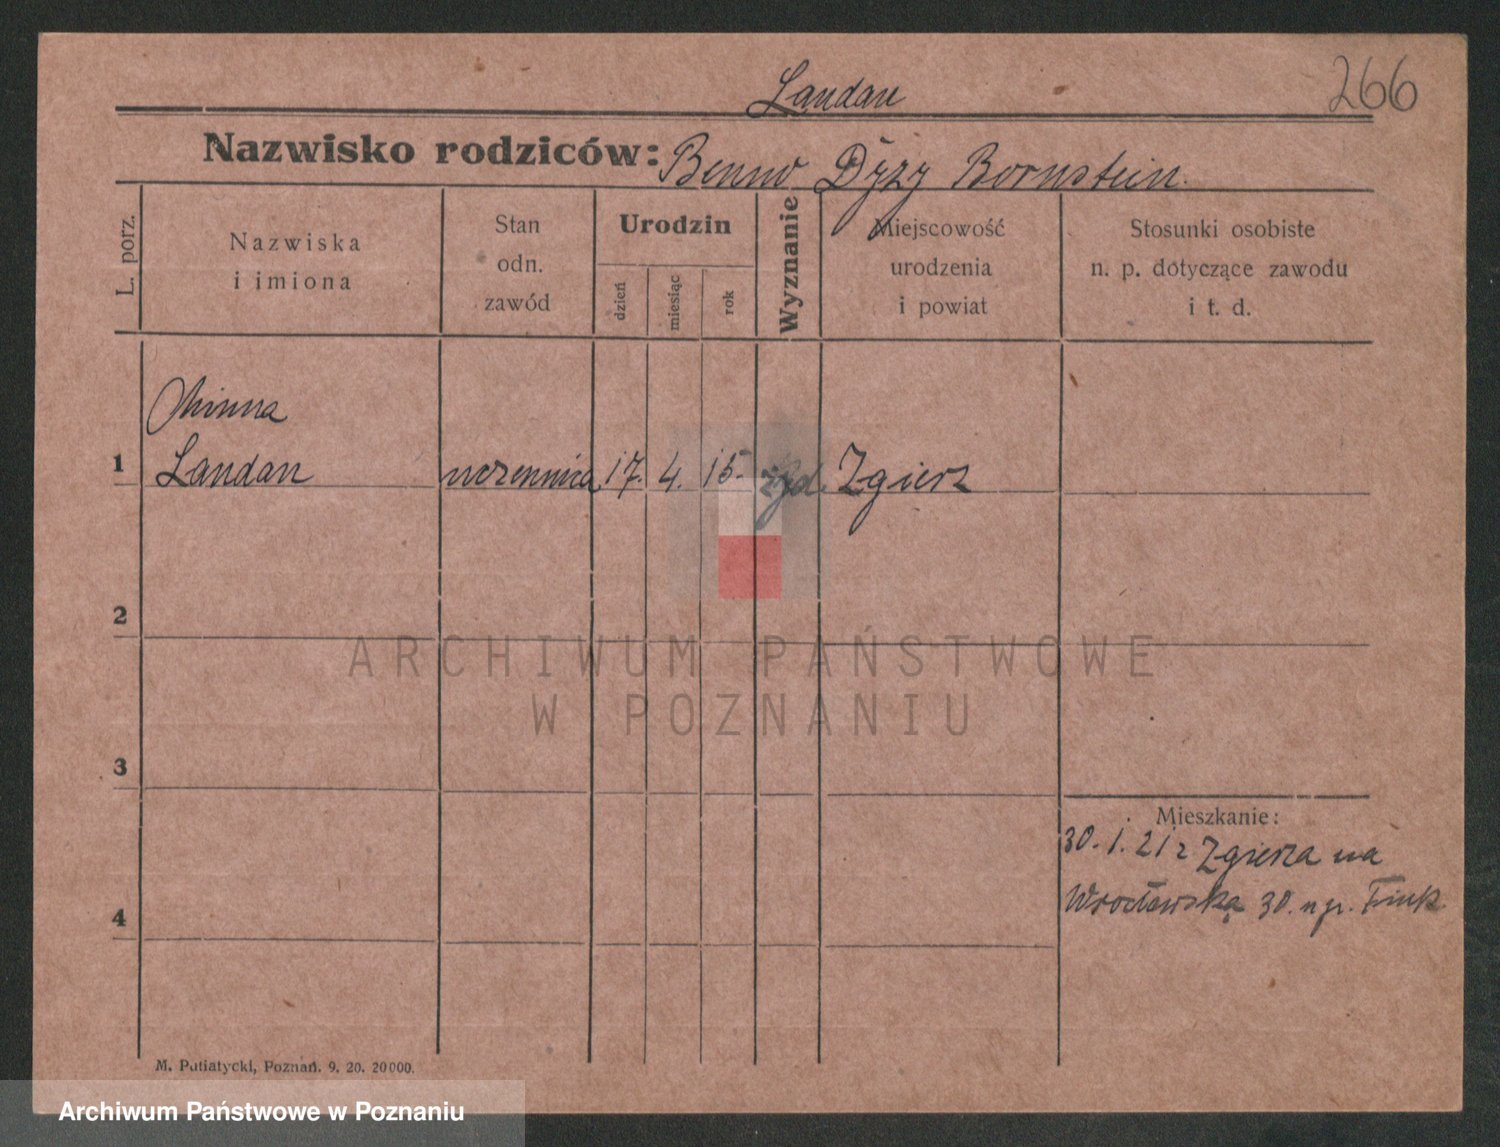 Landau
266
Nazwisko rodziców: Benno Dyzy Bornstein.
L. porz.
Nazwiska
i imiona
Stan
odn.
zawód
Urodzin
dzień
miesiąc
rok
Wyznanie
Miejscowość
urodzenia
i powiat
Stosunki osobiste
n. p. dotyczące zawodu
i t. d.
Minna
1 Landau uczennica 17. 4. 15. żyd. Zgierz
2
3
4
Mieszkanie:
30. 1. 21 z Zgierza na
Wrocławską 30. u p. Fink
M. Putiatycki, Poznań. 9. 20. 20000.
ARCHIWUM PAŃSTWOWE
W POZNANIU
Archiwum Państwowe w Poznaniu